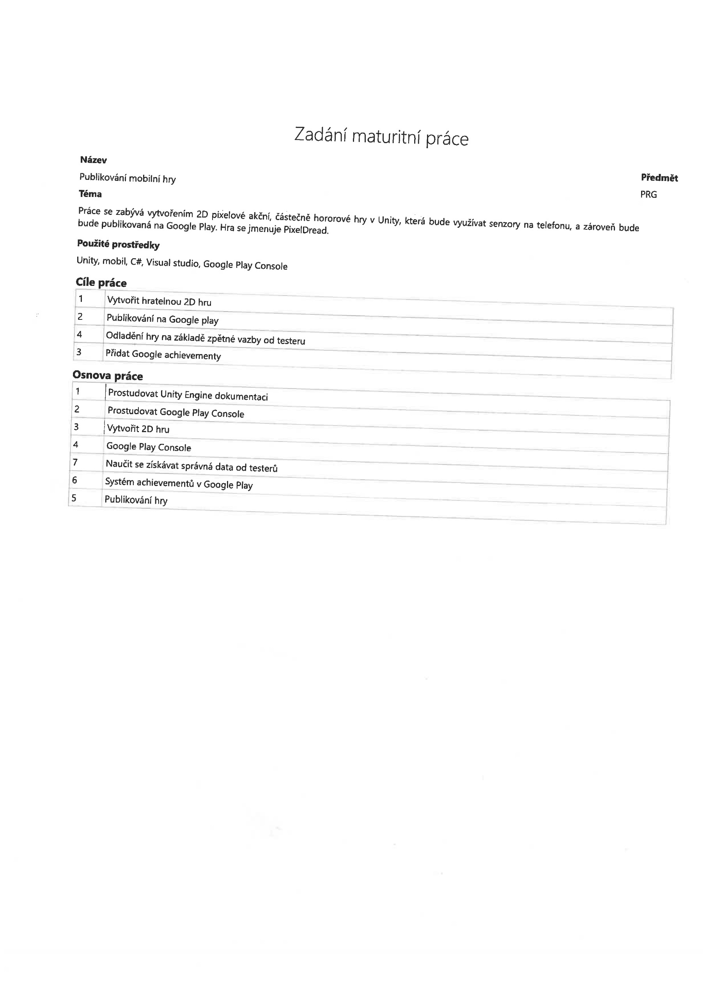 Zadání maturitní práce
Název
Publikování mobilní hry
Předmět
Téma
PRG
Práce se zabývá vytvořením 2D pixelové akční, částečně hororové hry v Unity, která bude využívat senzory na telefonu, a zároveň bude
bude publikovaná na Google Play. Hra se jmenuje PixelDread.
Použité prostředky
Unity, mobil, C#, Visual studio, Google Play Console
Cíle práce
1 Vytvořit hratelnou 2D hru
2 Publikování na Google play
4 Odladění hry na základě zpětné vazby od testeru
3 Přidat Google achievementy
Osnova práce
1 Prostudovat Unity Engine dokumentaci
2 Prostudovat Google Play Console
3 Vytvořit 2D hru
4 Google Play Console
7 Naučit se získávat správná data od testerů
6 Systém achievementů v Google Play
5 Publikování hry